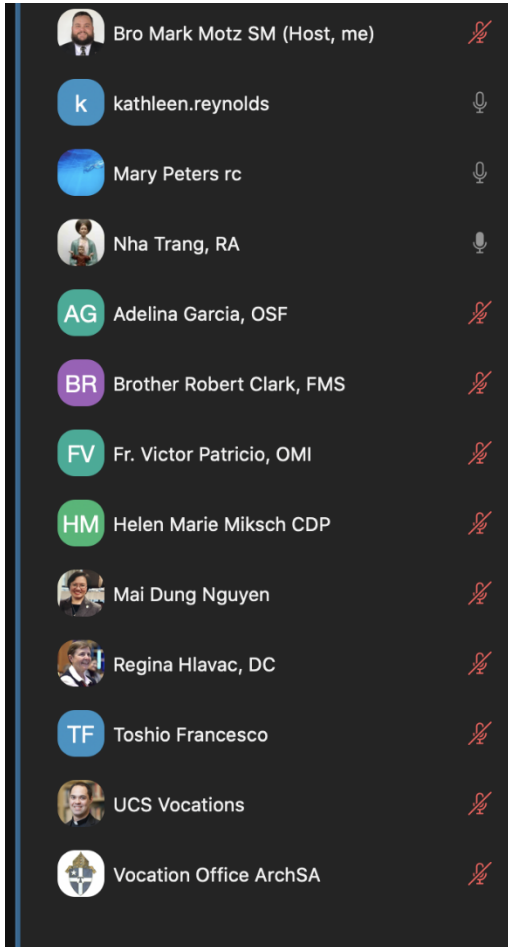 Bro Mark Motz SM (Host, me)
k kathleen.reynolds
Mary Peters rc
Nha Trang, RA
AG Adelina Garcia, OSF
BR Brother Robert Clark, FMS
FV Fr. Victor Patricio, OMI
HM Helen Marie Miksch CDP
Mai Dung Nguyen
Regina Hlavac, DC
TF Toshio Francesco
UCS Vocations
Vocation Office ArchSA